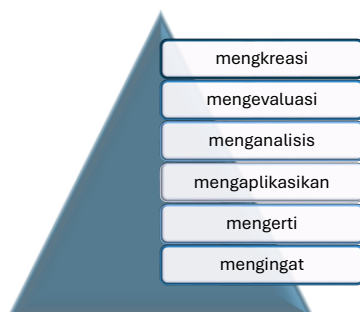 mengkreasi
mengevaluasi
menganalisis
mengaplikasikan
mengerti
mengingat